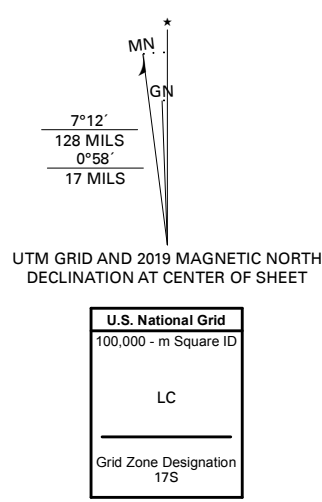 ★
MN
GN
7°12´
128 MILS
0°58´
17 MILS
UTM GRID AND 2019 MAGNETIC NORTH
DECLINATION AT CENTER OF SHEET
U.S. National Grid
100,000 - m Square ID
LC
Grid Zone Designation
17S